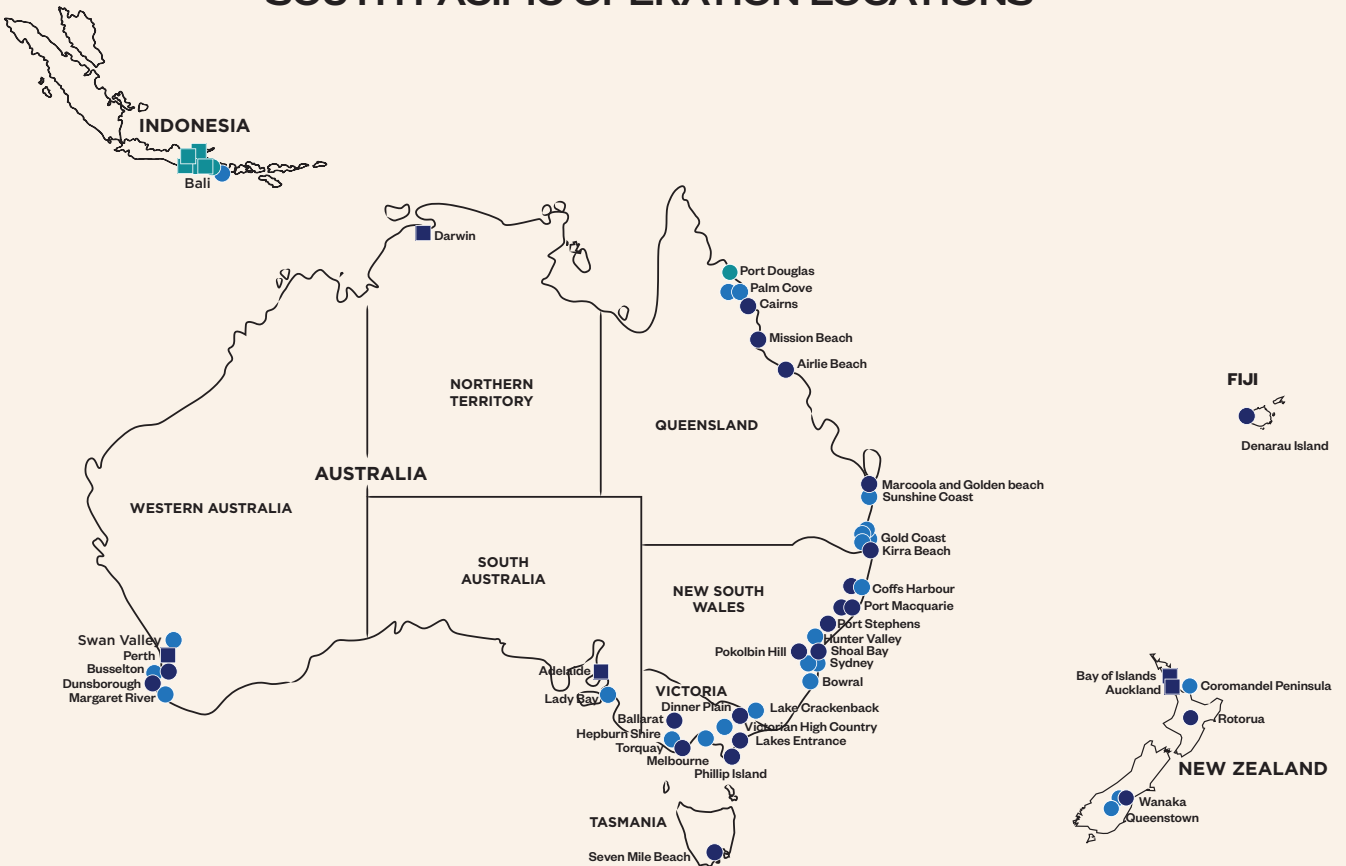 SOUTH PACIFIC OPERATION LOCATIONS
INDONESIA
Bali
Darwin
Port Douglas
Palm Cove
Cairns
Mission Beach
Airlie Beach
NORTHERN
TERRITORY
QUEENSLAND
FIJI
Denarau Island
AUSTRALIA
WESTERN AUSTRALIA
Marcoola and Golden beach
Sunshine Coast
Gold Coast
Kirra Beach
SOUTH
AUSTRALIA
NEW SOUTH
WALES
Coffs Harbour
Port Macquarie
Port Stephens
Hunter Valley
Pokolbin Hill
Shoal Bay
Sydney
Bowral
Swan Valley
Perth
Busselton
Dunsborough
Margaret River
Adelaide
Lady Bay
VICTORIA
Dinner Plain
Lake Crackenback
Ballarat
Victorian High Country
Hepburn Shire
Lakes Entrance
Torquay
Melbourne
Phillip Island
TASMANIA
Seven Mile Beach
Bay of Islands
Auckland
Coromandel Peninsula
Rotorua
NEW ZEALAND
Wanaka
Queenstown